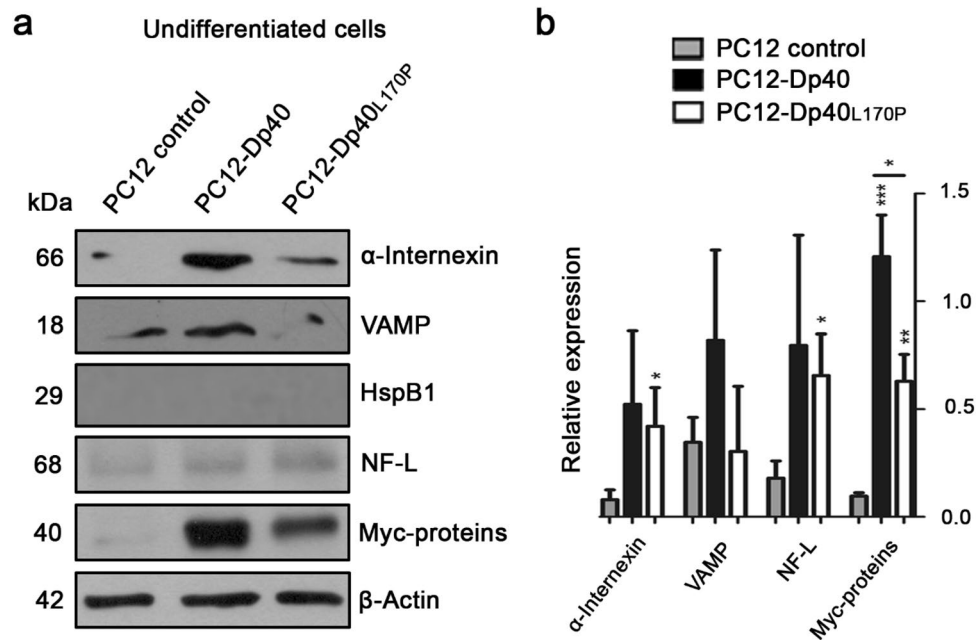 a
Undifferentiated cells
kDa
PC12 control
PC12-Dp40
PC12-Dp40L170P
66 α-Internexin
18 VAMP
29 HspB1
68 NF-L
40 Myc-proteins
42 β-Actin
b
PC12 control
PC12-Dp40
PC12-Dp40L170P
Relative expression
*
*
***
*
**
1.5
1.0
0.5
0.0
α-Internexin
VAMP
NF-L
Myc-proteins